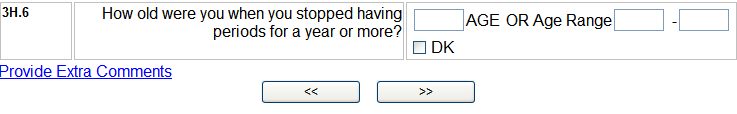 3H.6 How old were you when you stopped having AGE OR Age Range -
periods for a year or more? DK
Provide Extra Comments
<< >>